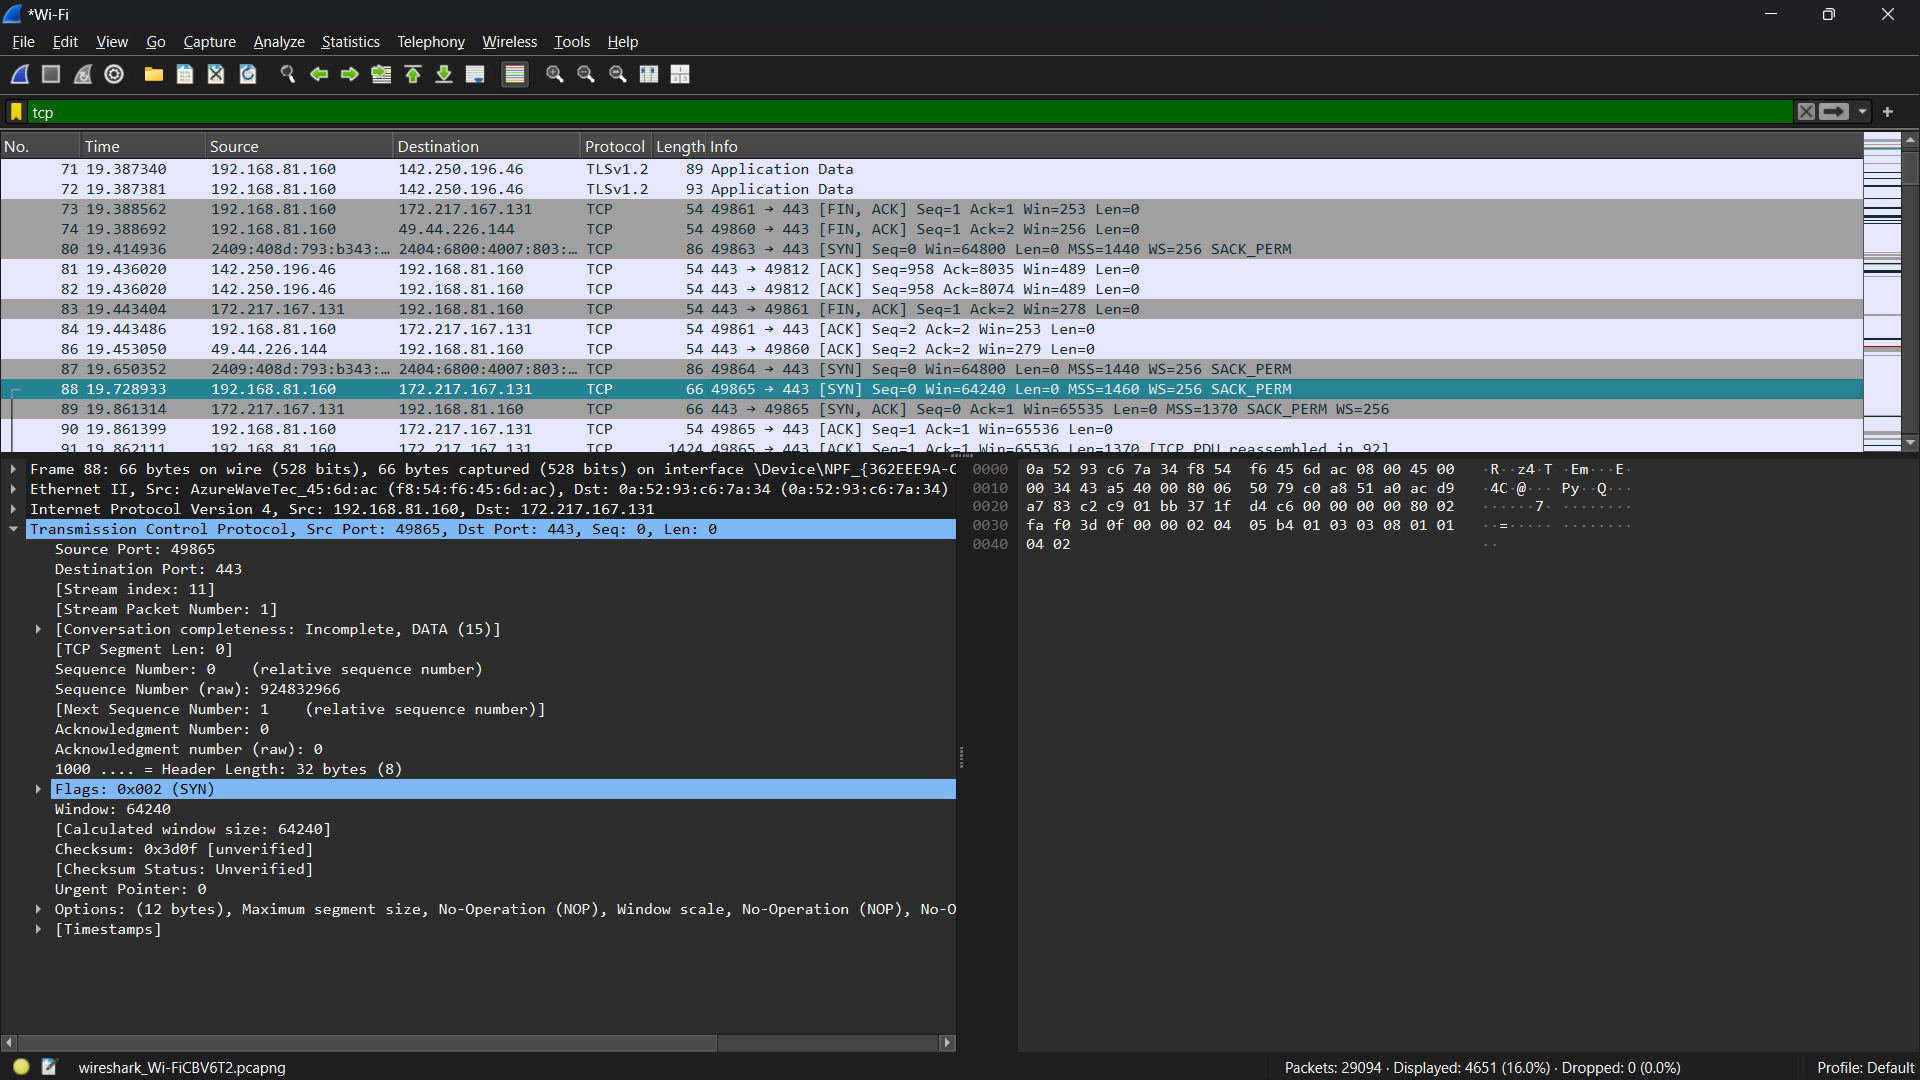 *Wi-Fi
File Edit View Go Capture Analyze Statistics Telephony Wireless Tools Help
tcp
No. Time Source Destination Protocol Length Info
71 19.387340 192.168.81.160 142.250.196.46 TLSv1.2 89 Application Data
72 19.387381 192.168.81.160 142.250.196.46 TLSv1.2 93 Application Data
73 19.388562 192.168.81.160 172.217.167.131 TCP 54 49861 → 443 [FIN, ACK] Seq=1 Ack=1 Win=253 Len=0
74 19.388692 192.168.81.160 49.44.226.144 TCP 54 49860 → 443 [FIN, ACK] Seq=1 Ack=2 Win=256 Len=0
80 19.414936 2409:408d:793:b343:… 2404:6800:4007:803:… TCP 86 49863 → 443 [SYN] Seq=0 Win=64800 Len=0 MSS=1440 WS=256 SACK_PERM
81 19.436020 142.250.196.46 192.168.81.160 TCP 54 443 → 49812 [ACK] Seq=958 Ack=8035 Win=489 Len=0
82 19.436020 142.250.196.46 192.168.81.160 TCP 54 443 → 49812 [ACK] Seq=958 Ack=8074 Win=489 Len=0
83 19.443404 172.217.167.131 192.168.81.160 TCP 54 443 → 49861 [FIN, ACK] Seq=1 Ack=2 Win=278 Len=0
84 19.443486 192.168.81.160 172.217.167.131 TCP 54 49861 → 443 [ACK] Seq=2 Ack=2 Win=253 Len=0
86 19.453050 49.44.226.144 192.168.81.160 TCP 54 443 → 49860 [ACK] Seq=2 Ack=2 Win=279 Len=0
87 19.650352 2409:408d:793:b343:… 2404:6800:4007:803:… TCP 86 49864 → 443 [SYN] Seq=0 Win=64800 Len=0 MSS=1440 WS=256 SACK_PERM
88 19.728933 192.168.81.160 172.217.167.131 TCP 66 49865 → 443 [SYN] Seq=0 Win=64240 Len=0 MSS=1460 WS=256 SACK_PERM
89 19.861314 172.217.167.131 192.168.81.160 TCP 66 443 → 49865 [SYN, ACK] Seq=0 Ack=1 Win=65535 Len=0 MSS=1370 SACK_PERM WS=256
90 19.861399 192.168.81.160 172.217.167.131 TCP 54 49865 → 443 [ACK] Seq=1 Ack=1 Win=65536 Len=0
91 19.862111 192.168.81.160 172.217.167.131 TCP 1424 49865 → 443 [ACK] Seq=1 Ack=1 Win=65536 Len=1370 [TCP PDU reassembled in 92]
Frame 88: 66 bytes on wire (528 bits), 66 bytes captured (528 bits) on interface \Device\NPF_{362EEE9A-C
Ethernet II, Src: AzureWaveTec_45:6d:ac (f8:54:f6:45:6d:ac), Dst: 0a:52:93:c6:7a:34 (0a:52:93:c6:7a:34)
Internet Protocol Version 4, Src: 192.168.81.160, Dst: 172.217.167.131
Transmission Control Protocol, Src Port: 49865, Dst Port: 443, Seq: 0, Len: 0
Source Port: 49865
Destination Port: 443
[Stream index: 11]
[Stream Packet Number: 1]
[Conversation completeness: Incomplete, DATA (15)]
[TCP Segment Len: 0]
Sequence Number: 0 (relative sequence number)
Sequence Number (raw): 924832966
[Next Sequence Number: 1 (relative sequence number)]
Acknowledgment Number: 0
Acknowledgment number (raw): 0
1000 .... = Header Length: 32 bytes (8)
Flags: 0x002 (SYN)
Window: 64240
[Calculated window size: 64240]
Checksum: 0x3d0f [unverified]
[Checksum Status: Unverified]
Urgent Pointer: 0
Options: (12 bytes), Maximum segment size, No-Operation (NOP), Window scale, No-Operation (NOP), No-O
[Timestamps]
0000 0a 52 93 c6 7a 34 f8 54 f6 45 6d ac 08 00 45 00 ·R··z4·T ·Em···E·
0010 00 34 43 a5 40 00 80 06 50 79 c0 a8 51 a0 ac d9 ·4C·@··· Py··Q···
0020 a7 83 c2 c9 01 bb 37 1f d4 c6 00 00 00 00 80 02 ······7· ········
0030 fa f0 3d 0f 00 00 02 04 05 b4 01 03 03 08 01 01 ··=····· ········
0040 04 02 ··
wireshark_Wi-FiCBV6T2.pcapng
Packets: 29094 · Displayed: 4651 (16.0%) · Dropped: 0 (0.0%)
Profile: Default